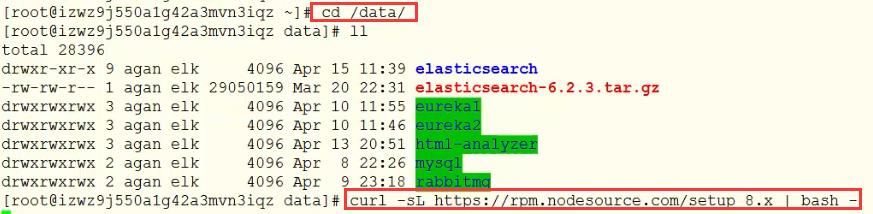 [root@izwz9j550a1g42a3mvn3iqz ~]# cd /data/
[root@izwz9j550a1g42a3mvn3iqz data]# ll
total 28396
drwxr-xr-x 9 agan elk 4096 Apr 15 11:39 elasticsearch
-rw-rw-r-- 1 agan elk 29050159 Mar 20 22:31 elasticsearch-6.2.3.tar.gz
drwxrwxrwx 3 agan elk 4096 Apr 10 11:55 eureka1
drwxrwxrwx 3 agan elk 4096 Apr 10 11:46 eureka2
drwxrwxrwx 3 agan elk 4096 Apr 13 20:51 html-analyzer
drwxrwxrwx 2 agan elk 4096 Apr 8 22:26 mysql
drwxrwxrwx 2 agan elk 4096 Apr 9 23:18 rabbitmq
[root@izwz9j550a1g42a3mvn3iqz data]# curl -sL https://rpm.nodesource.com/setup_8.x | bash -